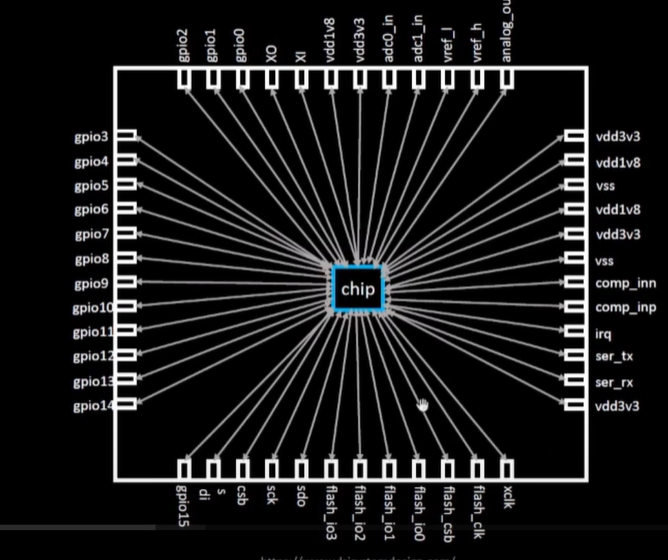 gpio2
gpio1
gpio0
XO
XI
vdd1v8
vdd3v3
adc0_in
adc1_in
vref_l
vref_h
analog_ou
gpio3
gpio4
gpio5
gpio6
gpio7
gpio8
gpio9
gpio10
gpio11
gpio12
gpio13
gpio14
chip
vdd3v3
vdd1v8
vss
vdd1v8
vdd3v3
vss
comp_inn
comp_inp
irq
ser_tx
ser_rx
vdd3v3
gpio15
s
di
csb
sck
sdo
flash_io3
flash_io2
flash_io1
flash_io0
flash_csb
flash_clk
xclk